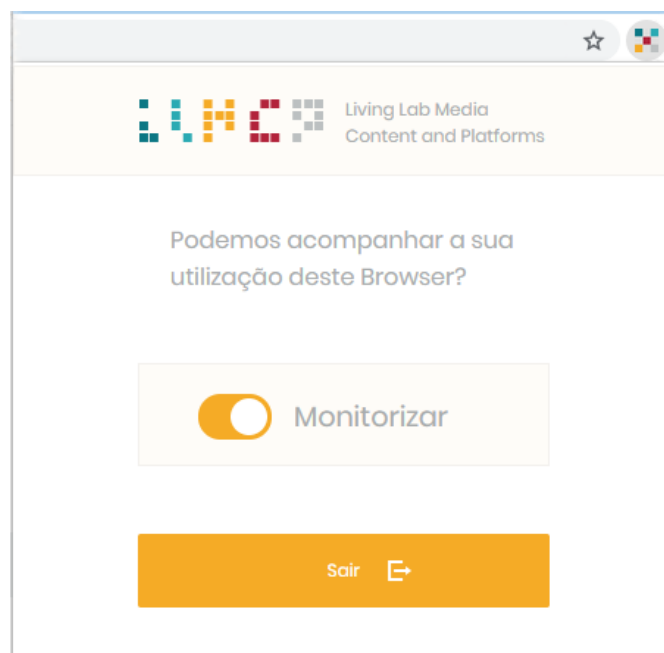 LLMCP
Living Lab Media
Content and Platforms
Podemos acompanhar a sua
utilização deste Browser?
Monitorizar
Sair